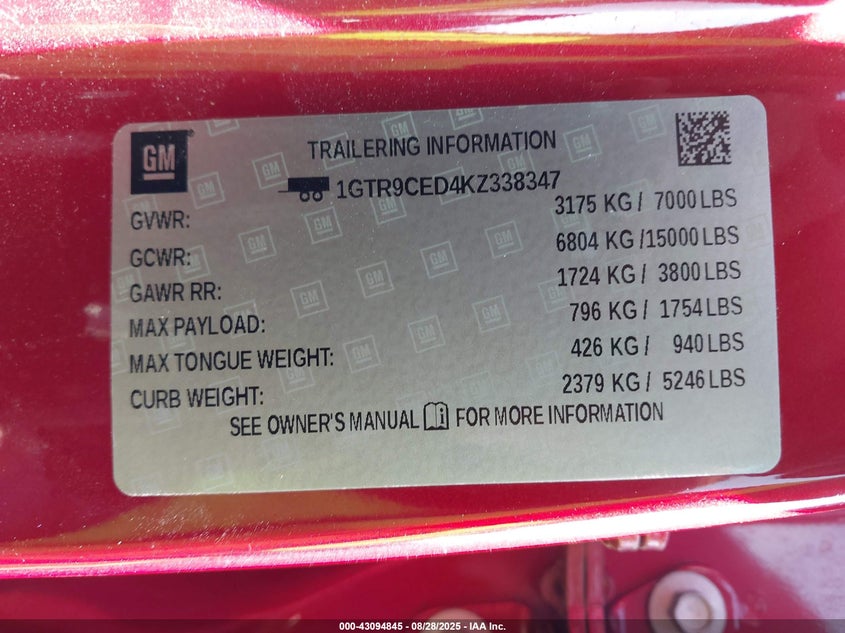 GM
TRAILERING INFORMATION
1GTR9CED4KZ338347
GVWR: 3175 KG / 7000 LBS
GCWR: 6804 KG /15000 LBS
GAWR RR: 1724 KG / 3800 LBS
MAX PAYLOAD: 796 KG / 1754 LBS
MAX TONGUE WEIGHT: 426 KG / 940 LBS
CURB WEIGHT: 2379 KG / 5246 LBS
SEE OWNER'S MANUAL FOR MORE INFORMATION
000-43094845 - 08/28/2025 - IAA Inc.